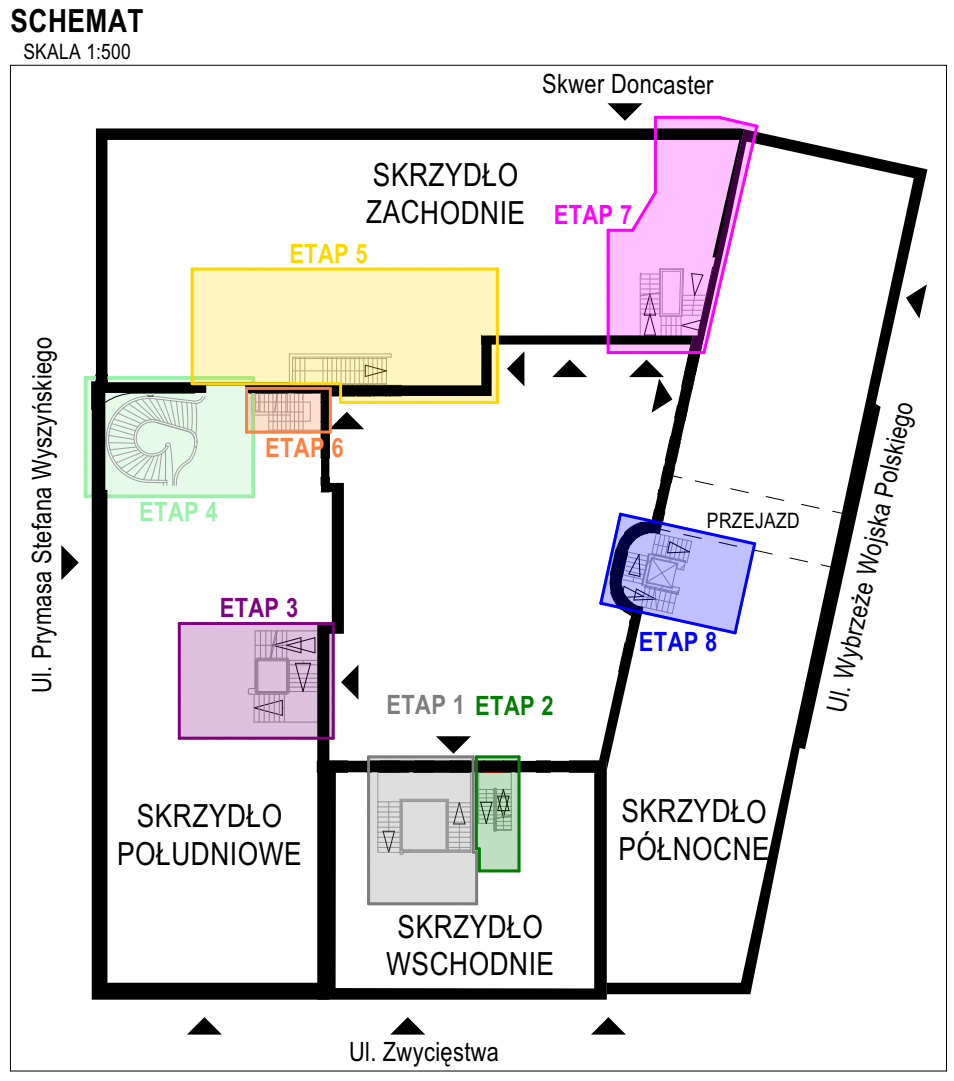 SCHEMAT
SKALA 1:500
Skwer Doncaster
SKRZYDŁO
ZACHODNIE
ETAP 7
ETAP 5
Ul. Prymasa Stefana Wyszyńskiego
ETAP 6
ETAP 4
Ul. Wybrzeże Wojska Polskiego
PRZEJAZD
ETAP 3
ETAP 8
ETAP 1
ETAP 2
SKRZYDŁO
POŁUDNIOWE
SKRZYDŁO
PÓŁNOCNE
SKRZYDŁO
WSCHODNIE
Ul. Zwycięstwa